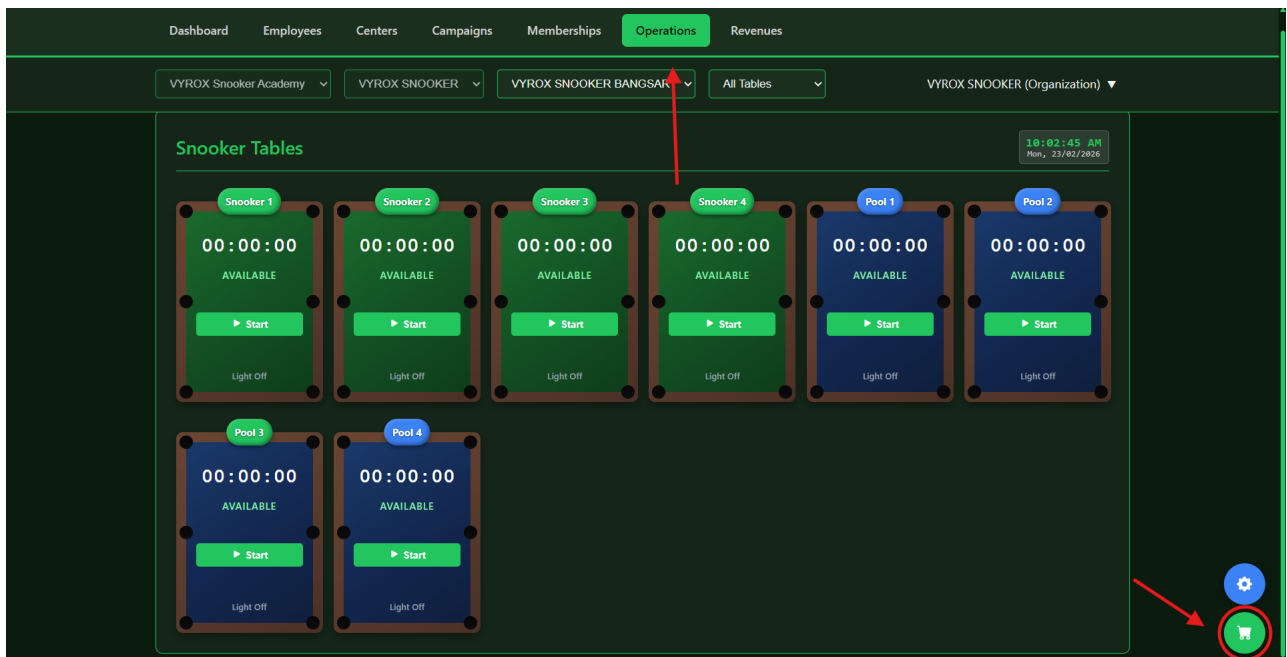 Dashboard Employees Centers Campaigns Memberships Operations Revenues
VYROX Snooker Academy VYROX SNOOKER VYROX SNOOKER BANGSAR All Tables VYROX SNOOKER (Organization) ▼
Snooker Tables
10:02:45 AM
Mon, 23/02/2026
Snooker 1 Snooker 2 Snooker 3 Snooker 4 Pool 1 Pool 2
00:00:00 00:00:00 00:00:00 00:00:00 00:00:00 00:00:00
AVAILABLE AVAILABLE AVAILABLE AVAILABLE AVAILABLE AVAILABLE
Start Start Start Start Start Start
Light Off Light Off Light Off Light Off Light Off Light Off
Pool 3 Pool 4
00:00:00 00:00:00
AVAILABLE AVAILABLE
Start Start
Light Off Light Off